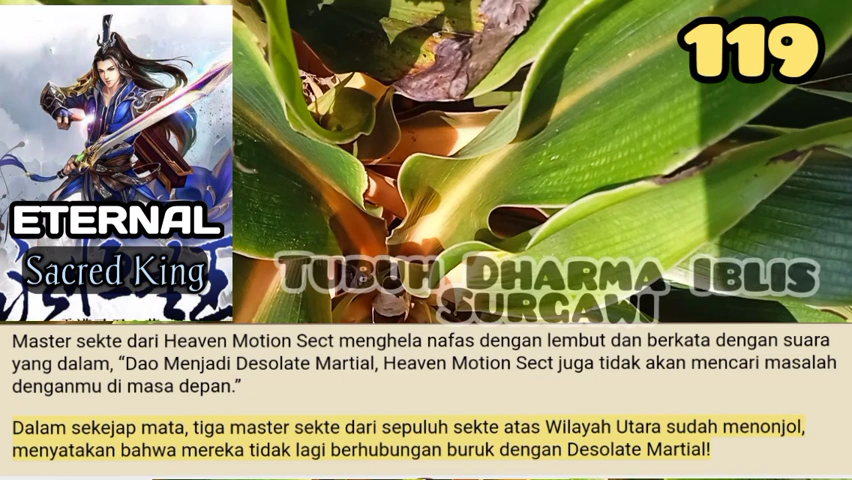 119
ETERNAL
Sacred King
TUBUH DHARMA IBLIS
SURGAWI
Master sekte dari Heaven Motion Sect menghela nafas dengan lembut dan berkata dengan suara
yang dalam, “Dao Menjadi Desolate Martial, Heaven Motion Sect juga tidak akan mencari masalah
denganmu di masa depan.”
Dalam sekejap mata, tiga master sekte dari sepuluh sekte atas Wilayah Utara sudah menonjol,
menyatakan bahwa mereka tidak lagi berhubungan buruk dengan Desolate Martial!